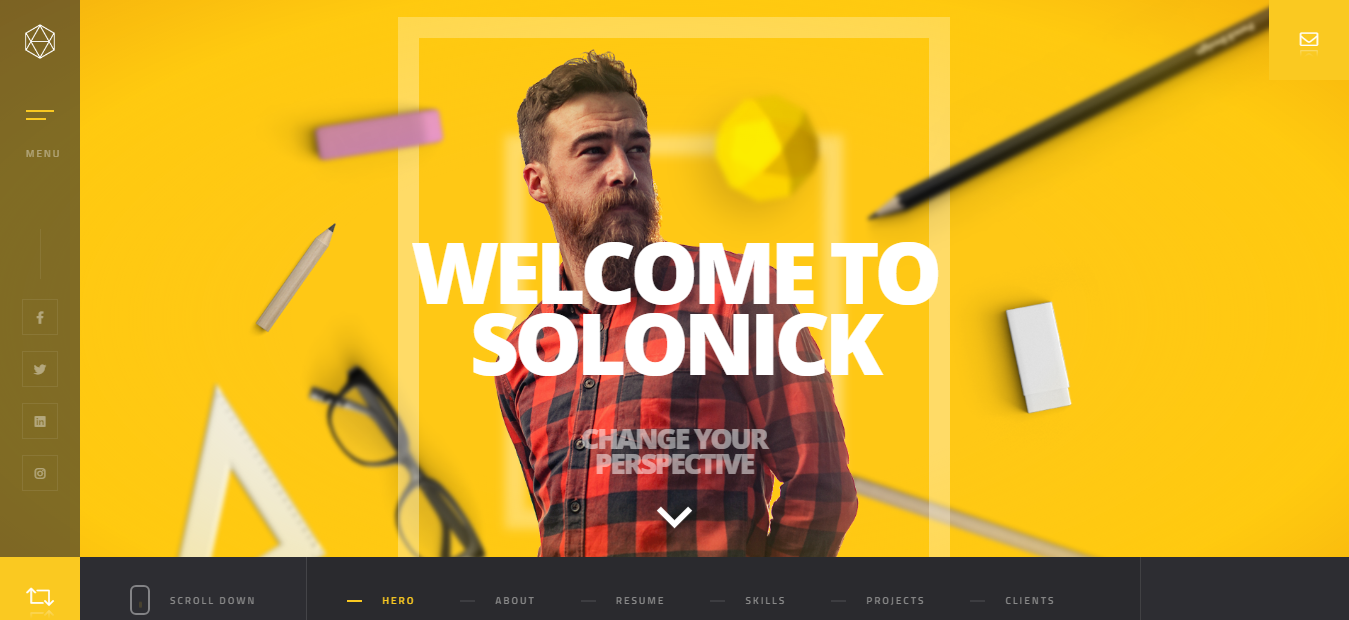 MENU
WELCOME TO
SOLONICK
CHANGE YOUR
PERSPECTIVE
SCROLL DOWN
HERO
ABOUT
RESUME
SKILLS
PROJECTS
CLIENTS